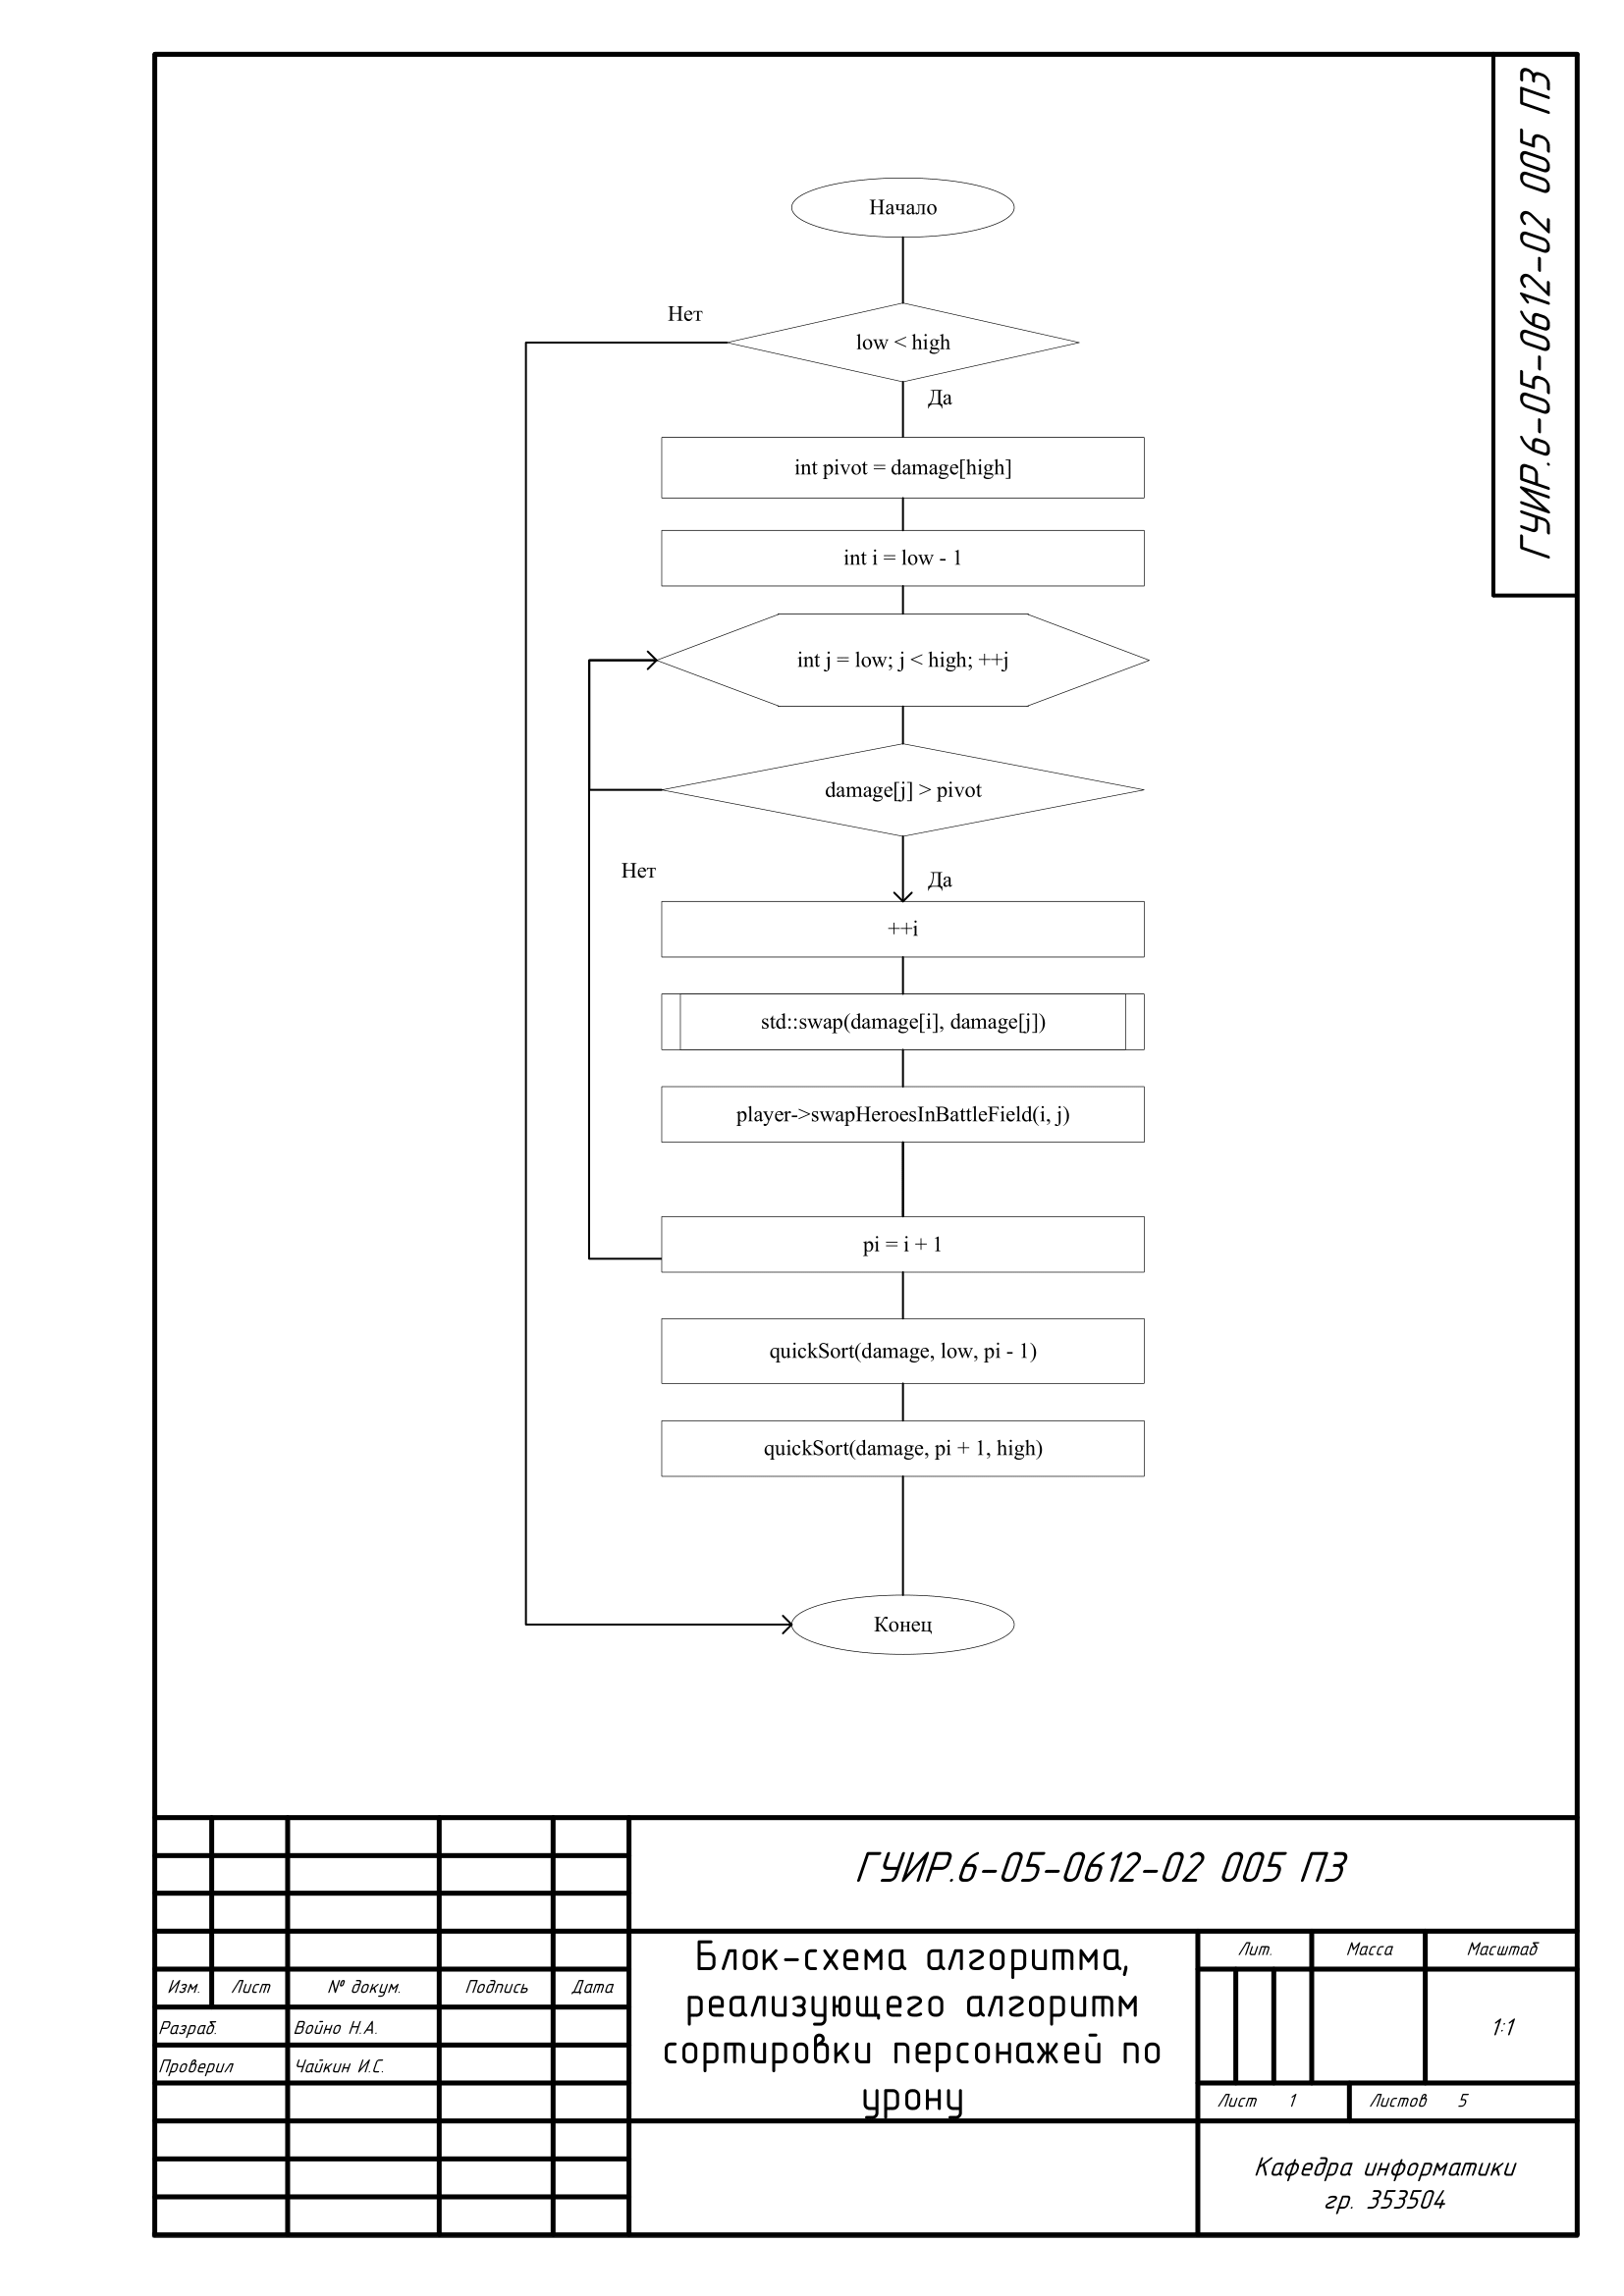 ГУИР.6-05-0612-02 005 ПЗ
Начало
Нет
low < high
Да
int pivot = damage[high]
int i = low - 1
int j = low; j < high; ++j
damage[j] > pivot
Нет
Да
++i
std::swap(damage[i], damage[j])
player->swapHeroesInBattleField(i, j)
pi = i + 1
quickSort(damage, low, pi - 1)
quickSort(damage, pi + 1, high)
Конец
ГУИР.6-05-0612-02 005 ПЗ
Изм. Лист № докум. Подпись Дата
Разраб. Войно Н.А.
Проверил Чайкин И.С.
Блок-схема алгоритма,
реализующего алгоритм
сортировки персонажей по
урону
Лит. Масса Масштаб
1:1
Лист 1 Листов 5
Кафедра информатики
гр. 353504